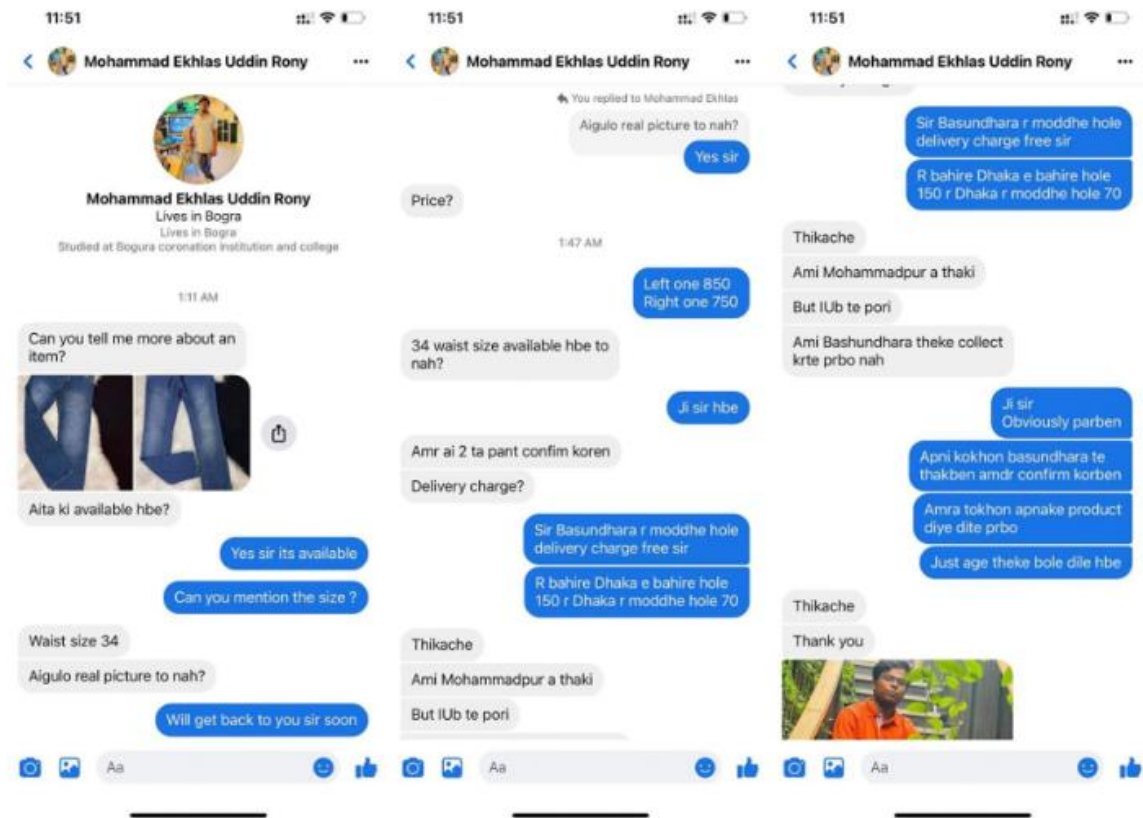 11:51
Mohammad Ekhlas Uddin Rony
Mohammad Ekhlas Uddin Rony
Lives in Bogra
Lives in Bogra
Studied at Bogura coronation institution and college
1:11 AM
Can you tell me more about an
item?
Aita ki available hbe?
Yes sir its available
Can you mention the size ?
Waist size 34
Aigulo real picture to nah?
Will get back to you sir soon
Aa
11:51
Mohammad Ekhlas Uddin Rony
You replied to Mohammad Ekhlas
Aigulo real picture to nah?
Yes sir
Price?
1:47 AM
Left one 850
Right one 750
34 waist size available hbe to
nah?
Ji sir hbe
Amr ai 2 ta pant confim koren
Delivery charge?
Sir Basundhara r moddhe hole
delivery charge free sir
R bahire Dhaka e bahire hole
150 r Dhaka r moddhe hole 70
Thikache
Ami Mohammadpur a thaki
But IUb te pori
Aa
11:51
Mohammad Ekhlas Uddin Rony
Sir Basundhara r moddhe hole
delivery charge free sir
R bahire Dhaka e bahire hole
150 r Dhaka r moddhe hole 70
Thikache
Ami Mohammadpur a thaki
But IUb te pori
Ami Bashundhara theke collect
krte prbo nah
Ji sir
Obviously parben
Apni kokhon basundhara te
thakben amdr confirm korben
Amra tokhon apnake product
diye dite prbo
Just age theke bole dile hbe
Thikache
Thank you
Aa